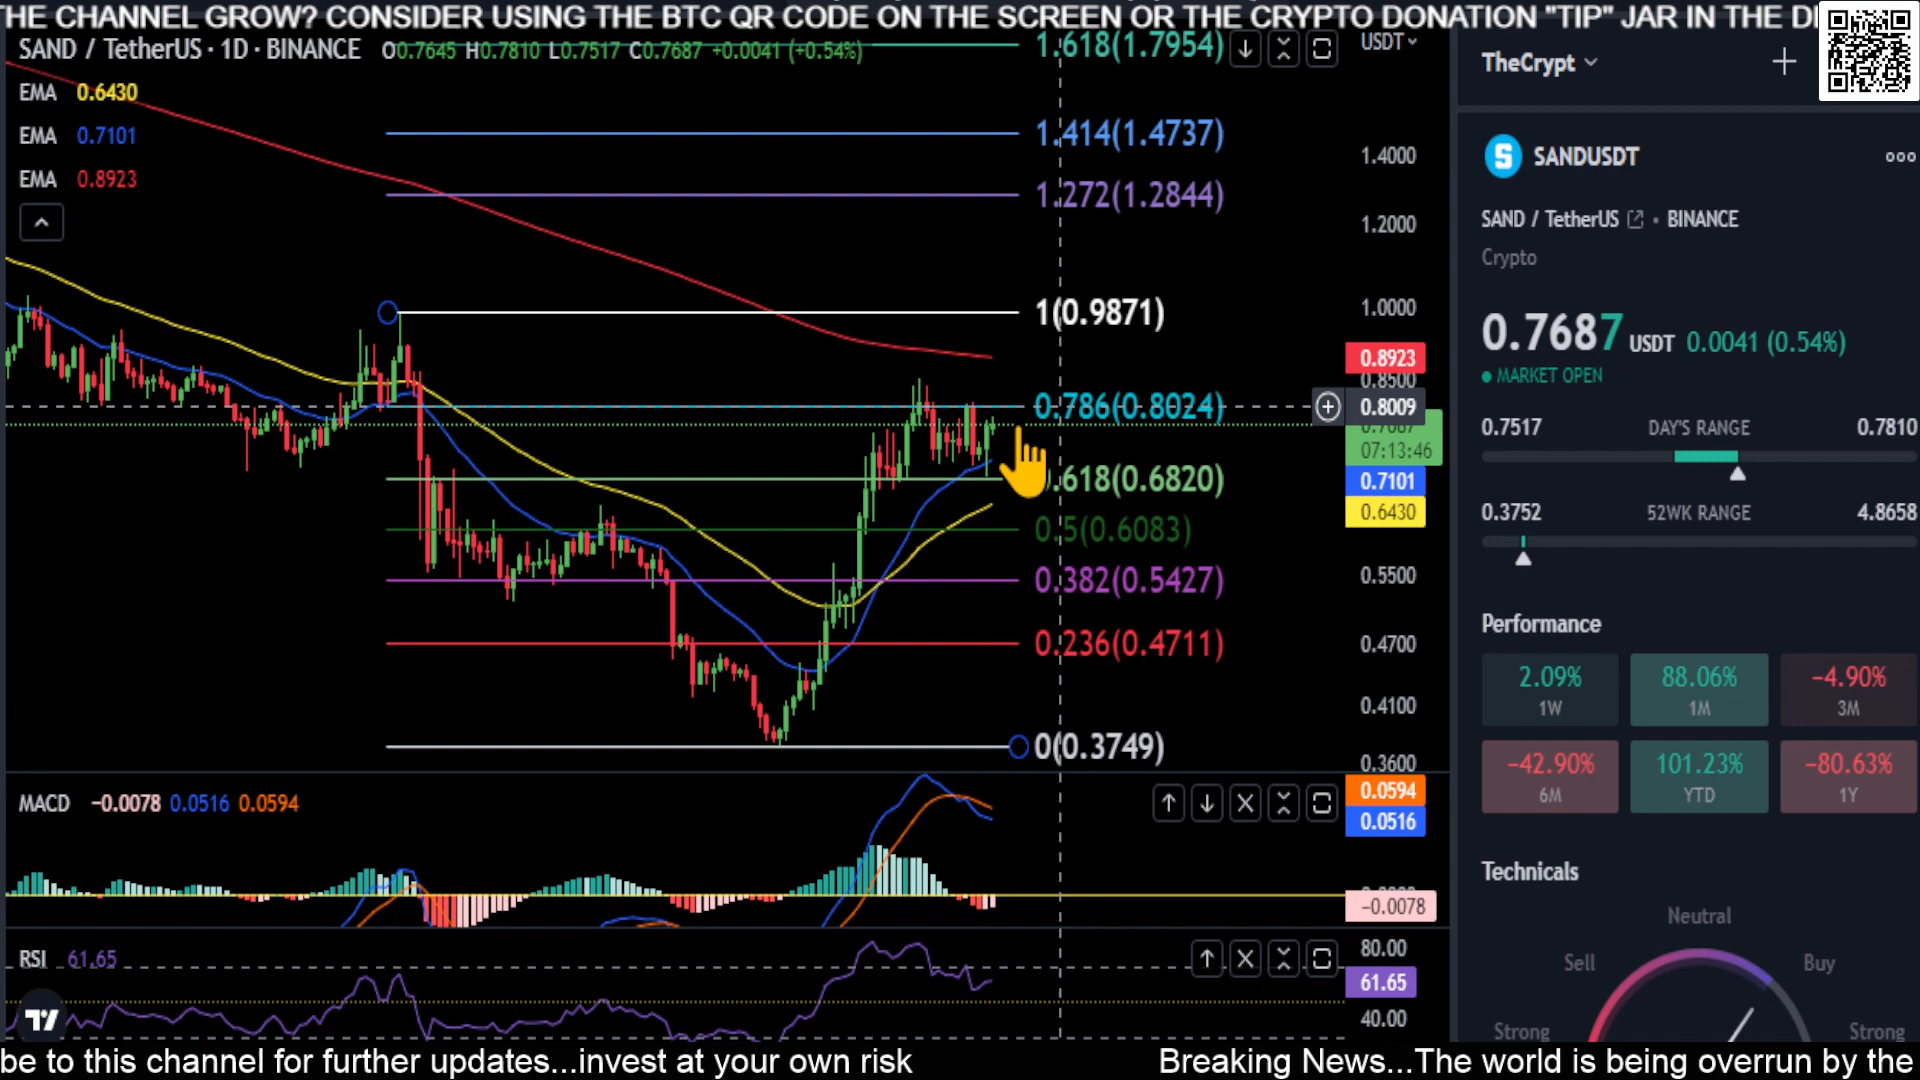 THE CHANNEL GROW? CONSIDER USING THE BTC QR CODE ON THE SCREEN OR THE CRYPTO DONATION "TIP" JAR IN THE
SAND / TetherUS · 1D · BINANCE O0.7645 H0.7810 L0.7517 C0.7687 +0.0041 (+0.54%)
EMA 0.6430
EMA 0.7101
EMA 0.8923
1.618(1.7954)
1.414(1.4737)
1.272(1.2844)
1(0.9871)
0.786(0.8024)
.618(0.6820)
0.5(0.6083)
0.382(0.5427)
0.236(0.4711)
0(0.3749)
USDT
1.4000
1.2000
1.0000
0.8923
0.8500
0.8009
07:13:46
0.7101
0.6430
0.5500
0.4700
0.4100
0.3600
MACD −0.0078 0.0516 0.0594
0.0594
0.0516
−0.0078
RSI 61.65
80.00
61.65
40.00
TheCrypt
SANDUSDT
SAND / TetherUS • BINANCE
Crypto
0.7687 USDT 0.0041 (0.54%)
MARKET OPEN
0.7517 DAY'S RANGE 0.7810
0.3752 52WK RANGE 4.8658
Performance
2.09% 88.06% −4.90%
1W 1M 3M
−42.90% 101.23% −80.63%
6M YTD 1Y
Technicals
Neutral
Sell Buy
Strong Strong
be to this channel for further updates...invest at your own risk Breaking News...The world is being overrun by the